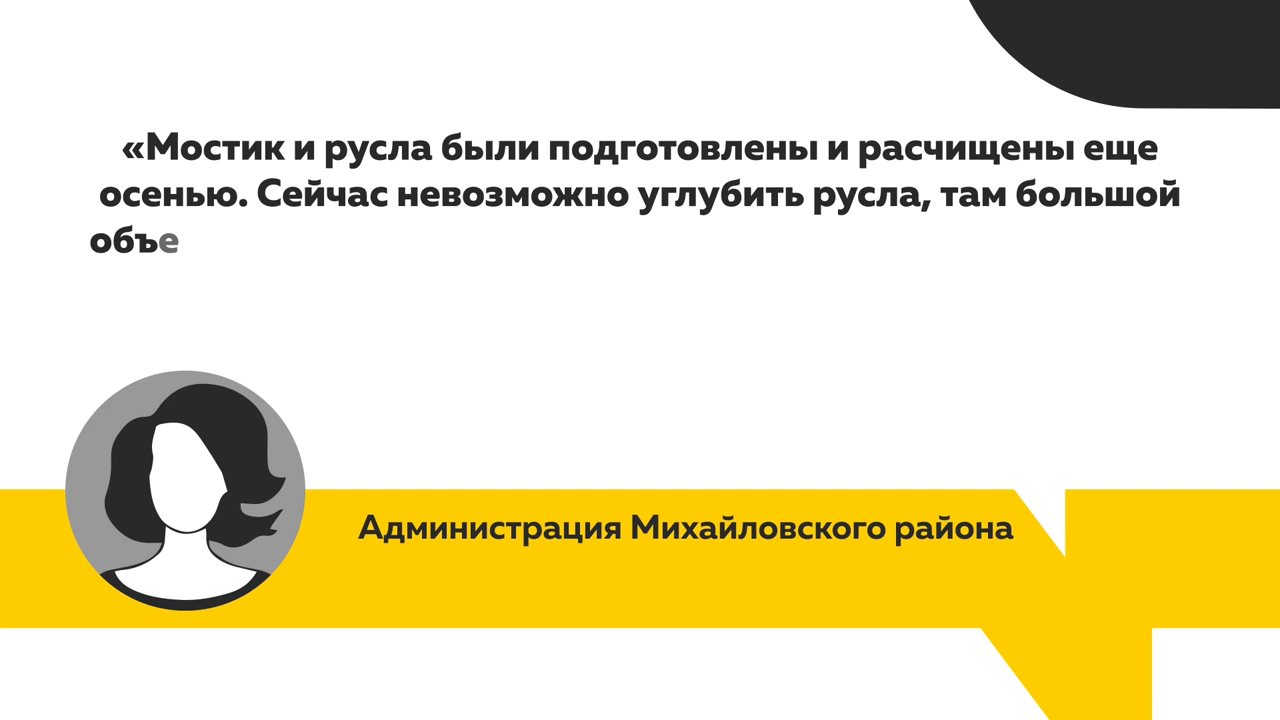 «Мостик и русла были подготовлены и расчищены еще
осенью. Сейчас невозможно углубить русла, там большой
объе
Администрация Михайловского района